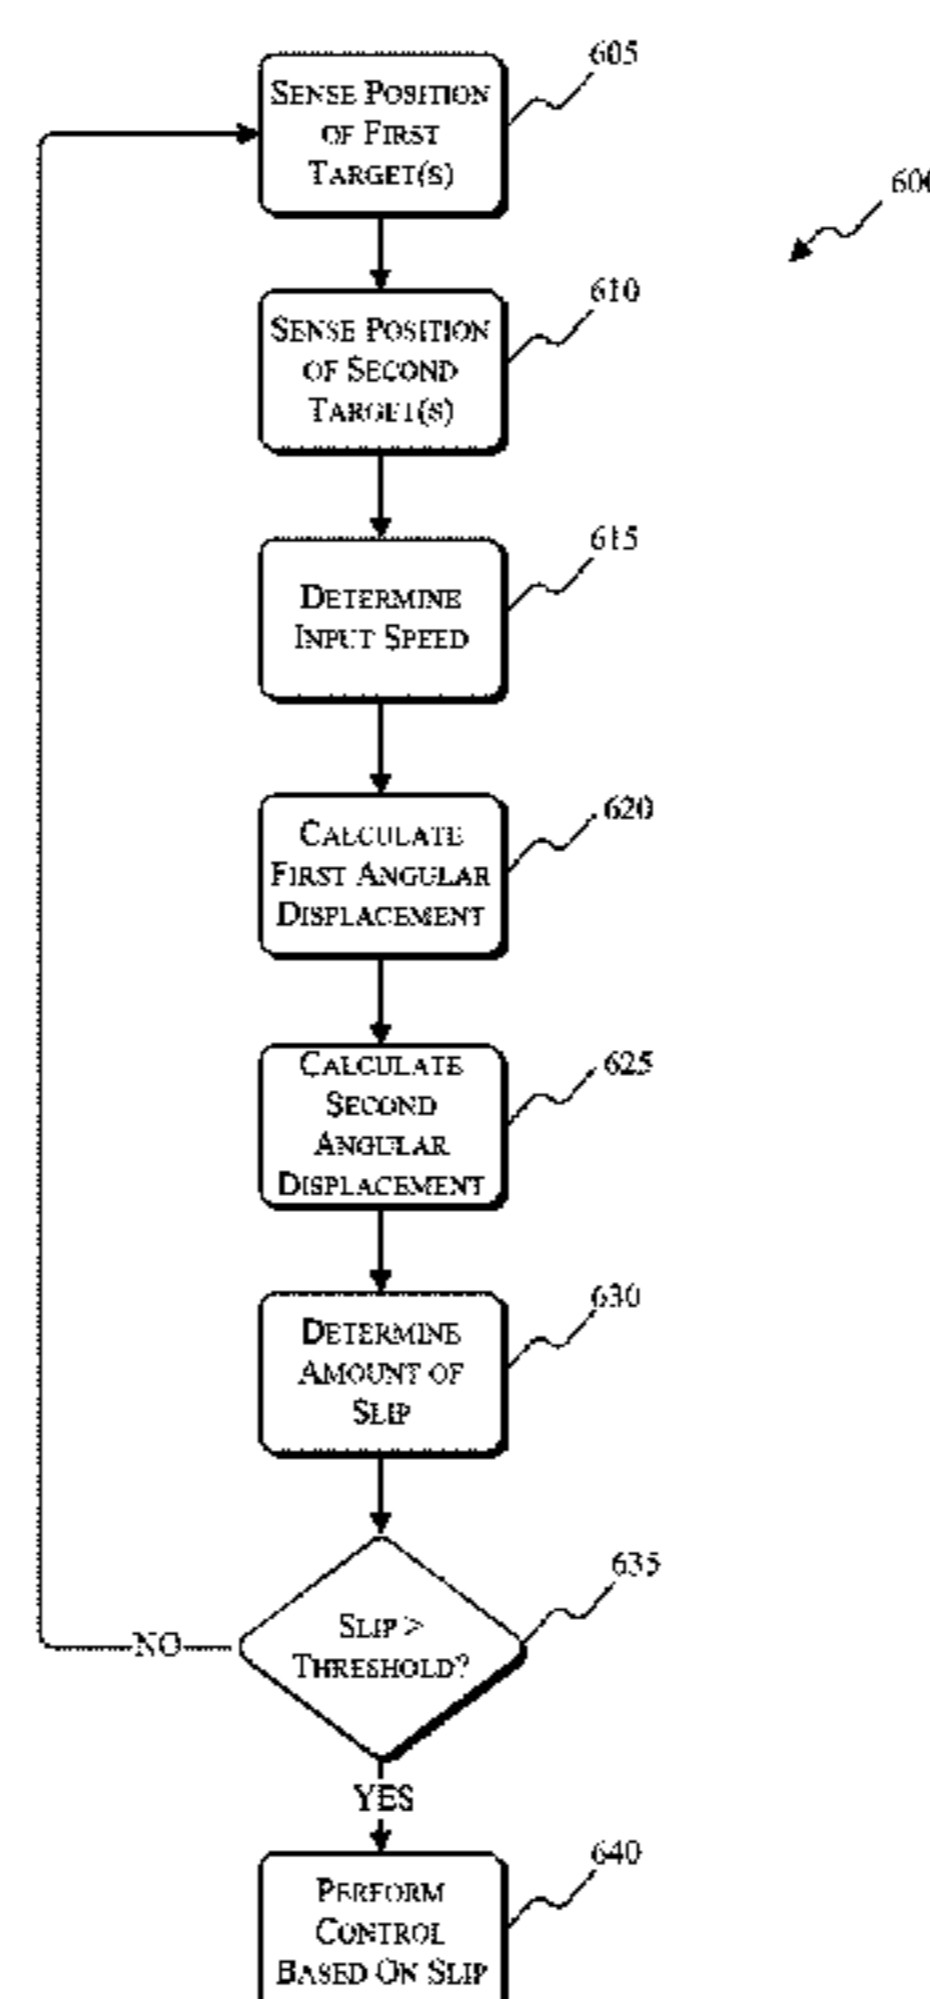 605
SENSE POSITION
OF FIRST
TARGET(S)
610
SENSE POSITION
OF SECOND
TARGET(S)
615
DETERMINE
INPUT SPEED
620
CALCULATE
FIRST ANGULAR
DISPLACEMENT
625
CALCULATE
SECOND
ANGULAR
DISPLACEMENT
630
DETERMINE
AMOUNT OF
SLIP
635
SLIP >
THRESHOLD?
NO
YES
640
PERFORM
CONTROL
BASED ON SLIP